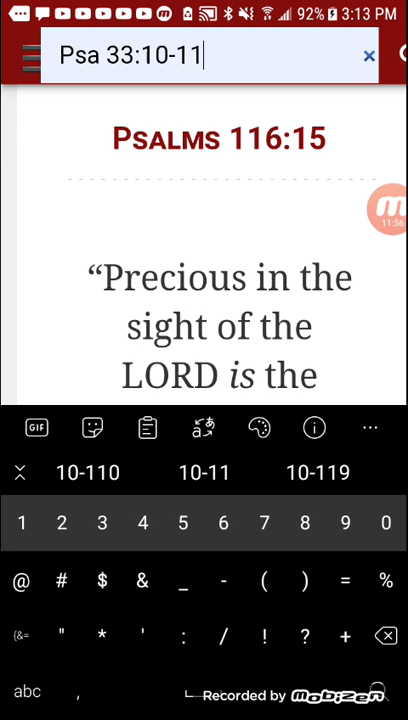 92% 3:13 PM
Psa 33:10-11 ×
PSALMS 116:15
11:56
“Precious in the
sight of the
LORD is the
GIF ...
10-110 10-11 10-119
1 2 3 4 5 6 7 8 9 0
@ # $ & _ - ( ) = %
{&= " * ' : / ! ? +
abc , Recorded by mobizen